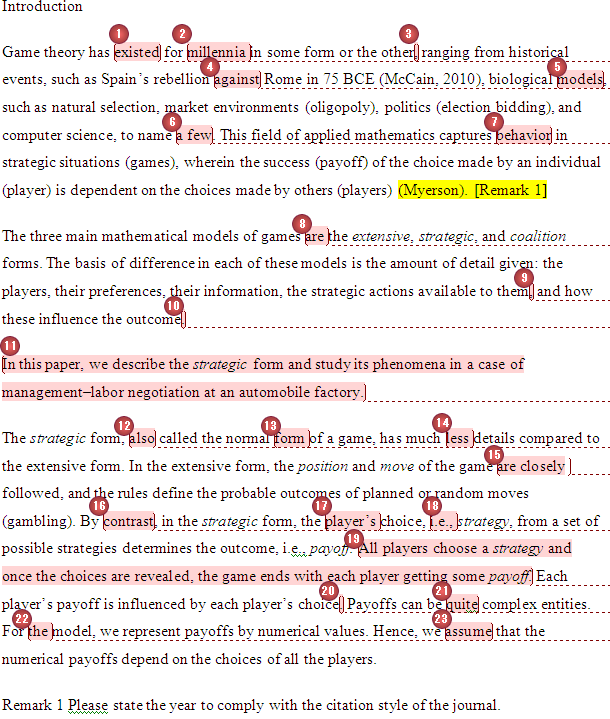 Introduction
1 2 3
Game theory has existed for millennia in some form or the other, ranging from historical
4 5
events, such as Spain's rebellion against Rome in 75 BCE (McCain, 2010), biological models,
such as natural selection, market environments (oligopoly), politics (election bidding), and
6 7
computer science, to name a few. This field of applied mathematics captures behavior in
strategic situations (games), wherein the success (payoff) of the choice made by an individual
(player) is dependent on the choices made by others (players) (Myerson). [Remark 1]
8
The three main mathematical models of games are the extensive, strategic, and coalition
forms. The basis of difference in each of these models is the amount of detail given: the
9
players, their preferences, their information, the strategic actions available to them, and how
10
these influence the outcome.
11
In this paper, we describe the strategic form and study its phenomena in a case of
management–labor negotiation at an automobile factory.
12 13 14
The strategic form, also called the normal form of a game, has much less details compared to
15
the extensive form. In the extensive form, the position and move of the game are closely
followed, and the rules define the probable outcomes of planned or random moves
16 17 18
(gambling). By contrast, in the strategic form, the player's choice, i.e., strategy, from a set of
19
possible strategies determines the outcome, i.e., payoff. All players choose a strategy and
once the choices are revealed, the game ends with each player getting some payoff. Each
20 21
player's payoff is influenced by each player's choice. Payoffs can be quite complex entities.
22 23
For the model, we represent payoffs by numerical values. Hence, we assume that the
numerical payoffs depend on the choices of all the players.
Remark 1 Please state the year to comply with the citation style of the journal.